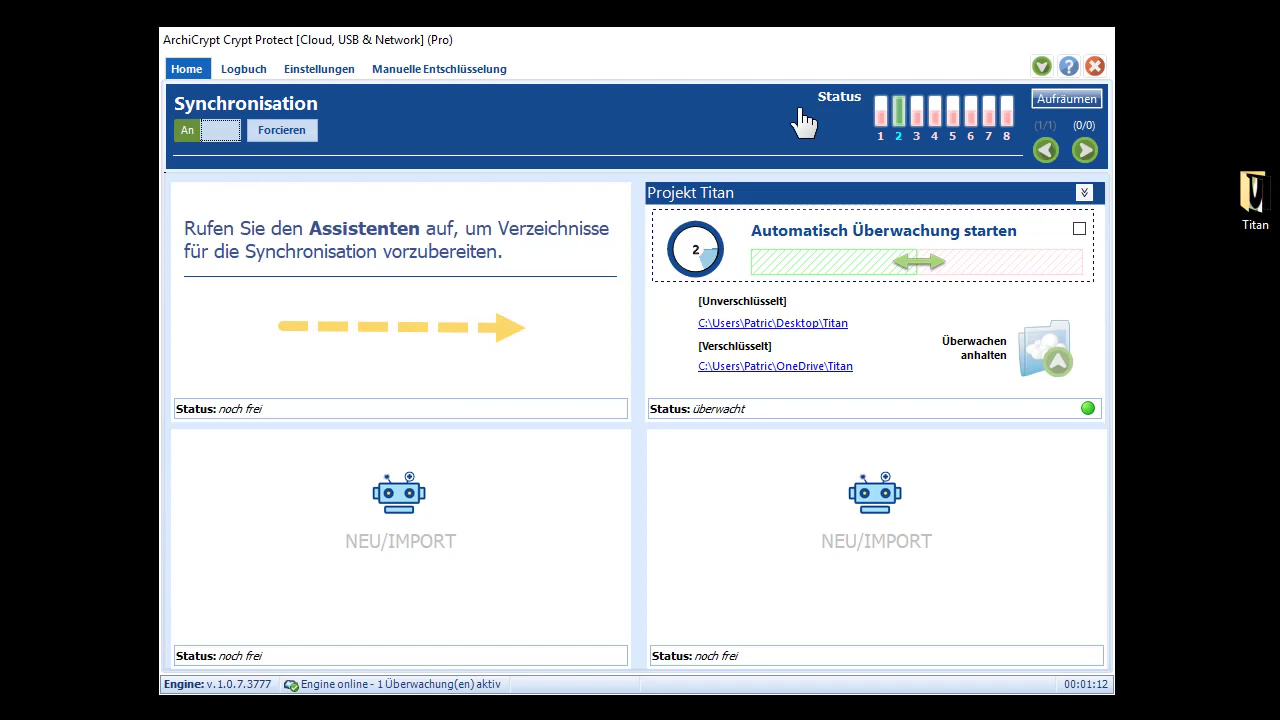 ArchiCrypt Crypt Protect [Cloud, USB & Network] (Pro)
Home Logbuch Einstellungen Manuelle Entschlüsselung
Synchronisation
An Forcieren
Status
1 2 3 4 5 6 7 8
Aufräumen
(1/1) (0/0)
Titan
Rufen Sie den Assistenten auf, um Verzeichnisse
für die Synchronisation vorzubereiten.
Status: noch frei
Projekt Titan
2
Automatisch Überwachung starten
[Unverschlüsselt]
C:\Users\Patric\Desktop\Titan
[Verschlüsselt]
C:\Users\Patric\OneDrive\Titan
Überwachen
anhalten
Status: überwacht
NEU/IMPORT
Status: noch frei
NEU/IMPORT
Status: noch frei
Engine: v.1.0.7.3777 Engine online - 1 Überwachung(en) aktiv 00:01:12